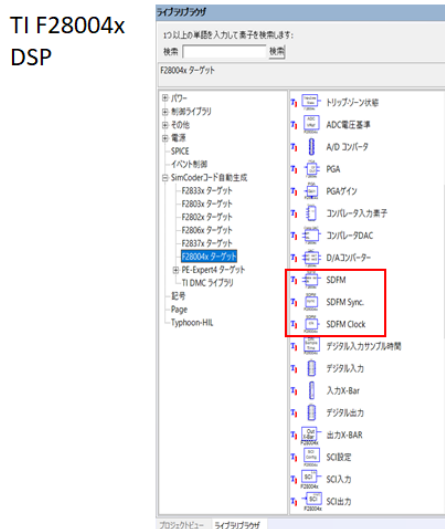 TI F28004x
DSP
ライブラリブラウザ
1つ以上の単語を入力して素子を検索します:
検索
検索
F28004x ターゲット
パワー
制御ライブラリ
その他
電源
SPICE
イベント制御
SimCoderコード自動生成
F2833x ターゲット
F2803x ターゲット
F2802x ターゲット
F2806x ターゲット
F2837x ターゲット
F28004x ターゲット
PE-Expert4 ターゲット
TI DMC ライブラリ
記号
Page
Typhoon-HIL
トリップ・ゾーン状態
ADC電圧基準
A/D コンバータ
PGA
PGAゲイン
コンパレータ入力素子
コンパレータDAC
D/Aコンバーター
SDFM
SDFM Sync.
SDFM Clock
デジタル入力サンプル時間
デジタル入力
入力X-Bar
デジタル出力
出力X-BAR
SCI設定
SCI入力
SCI出力
プロジェクトビュー
ライブラリブラウザ